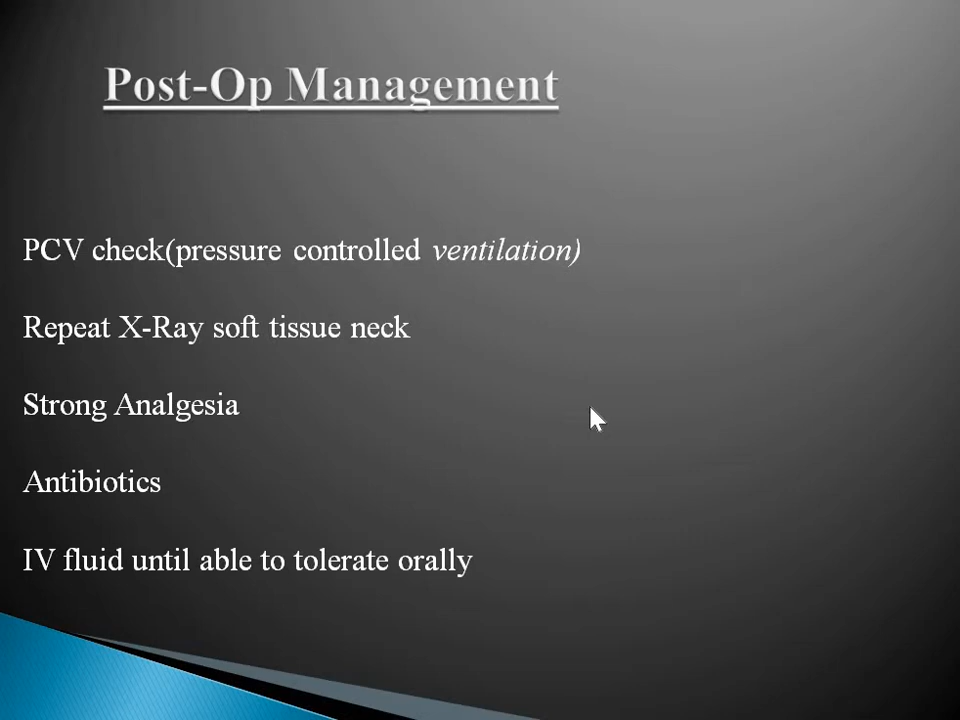 Post-Op Management
PCV check(pressure controlled ventilation)
Repeat X-Ray soft tissue neck
Strong Analgesia
Antibiotics
IV fluid until able to tolerate orally